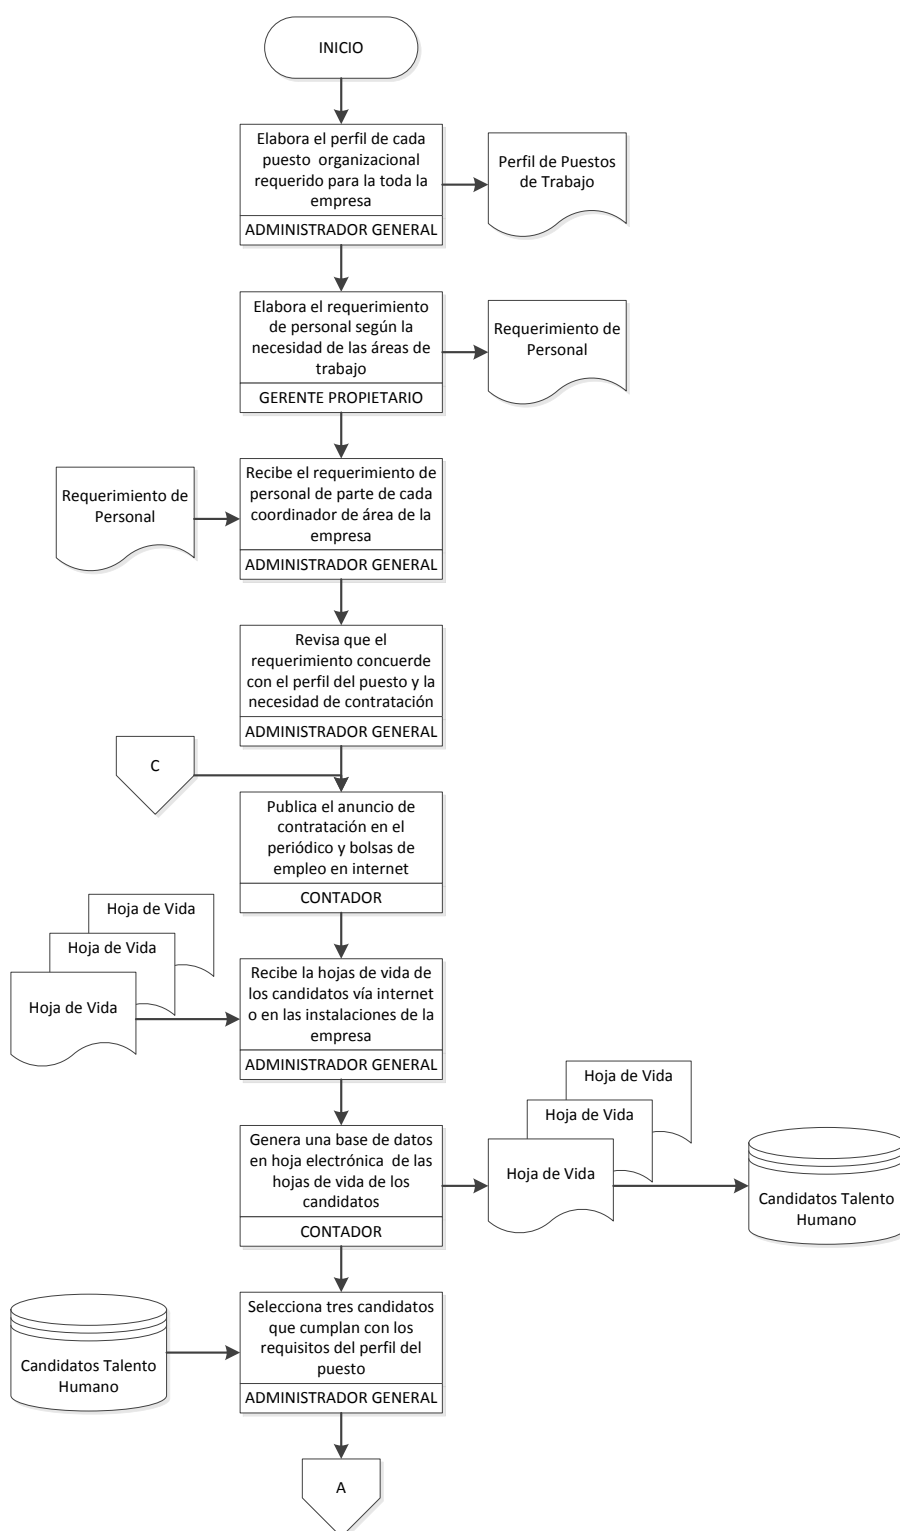 INICIO
Elabora el perfil de cada
puesto organizacional
requerido para la toda la
empresa
ADMINISTRADOR GENERAL
Perfil de Puestos
de Trabajo
Elabora el requerimiento
de personal según la
necesidad de las áreas de
trabajo
GERENTE PROPIETARIO
Requerimiento de
Personal
Requerimiento de
Personal
Recibe el requerimiento de
personal de parte de cada
coordinador de área de la
empresa
ADMINISTRADOR GENERAL
Revisa que el
requerimiento concuerde
con el perfil del puesto y la
necesidad de contratación
ADMINISTRADOR GENERAL
C
Publica el anuncio de
contratación en el
periódico y bolsas de
empleo en internet
CONTADOR
Hoja de Vida
Hoja de Vida
Hoja de Vida
Recibe la hojas de vida de
los candidatos vía internet
o en las instalaciones de la
empresa
ADMINISTRADOR GENERAL
Genera una base de datos
en hoja electrónica de las
hojas de vida de los
candidatos
CONTADOR
Hoja de Vida
Hoja de Vida
Hoja de Vida
Candidatos Talento
Humano
Candidatos Talento
Humano
Selecciona tres candidatos
que cumplan con los
requisitos del perfil del
puesto
ADMINISTRADOR GENERAL
A